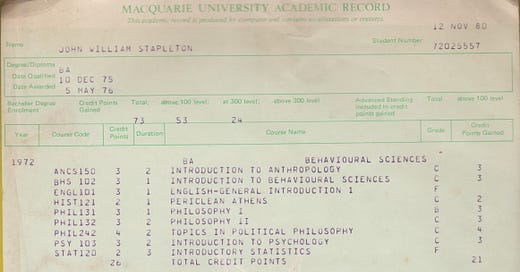 MACQUARIE UNIVERSITY ACADEMIC RECORD
This academic record is produced by computer and contains no alterations or erasures.
12 NOV 80
Name
JOHN WILLIAM STAPLETON
Student Number
72025557
Degree/Diploma
BA
Date Qualified
10 DEC 75
Date Awarded
5 MAY 76
Bachelor Degree Enrolment Credit Points Gained Total: above 100 level: at 300 level: above 300 level: Advanced Standing included in credit points gained Total above 100 level
73 53 24
Year Course Code Credit Points Duration Course Name Grade Credit Points Gained
1972 BA BEHAVIOURAL SCIENCES
ANCS150 3 2 INTRODUCTION TO ANTHROPOLOGY C 3
BHS 102 3 1 INTRODUCTION TO BEHAVIOURAL SCIENCES C 3
ENGL101 3 1 ENGLISH-GENERAL INTRODUCTION 1 F
HIST121 2 1 PERICLEAN ATHENS C 2
PHIL131 3 1 PHILOSOPHY I B 3
PHIL132 3 2 PHILOSOPHY II C 3
PHIL242 4 2 TOPICS IN POLITICAL PHILOSOPHY C 4
PSY 103 3 2 INTRODUCTION TO PSYCHOLOGY C 3
STAT120 2 3 INTRODUCTORY STATISTICS F
26 TOTAL CREDIT POINTS 21